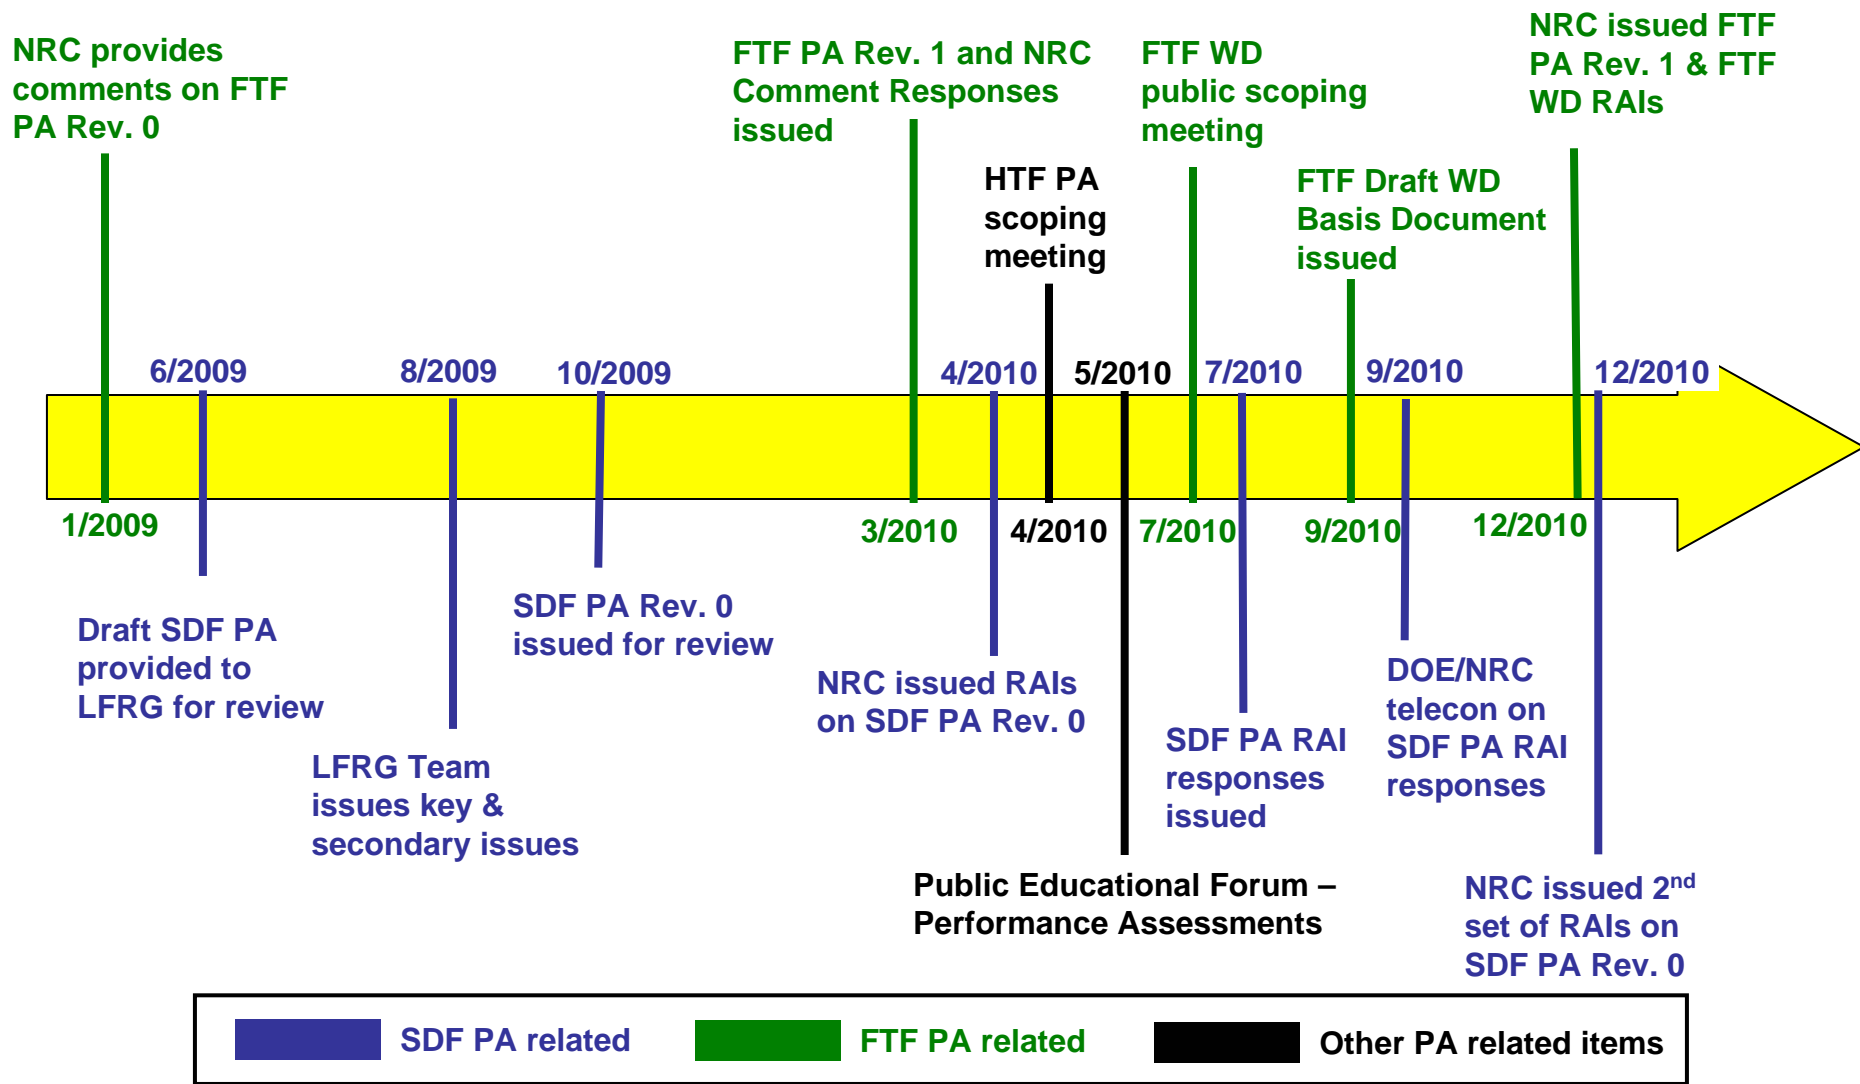 NRC provides
comments on FTF
PA Rev. 0
FTF PA Rev. 1 and NRC
Comment Responses
issued
FTF WD
public scoping
meeting
NRC issued FTF
PA Rev. 1 & FTF
WD RAIs
HTF PA
scoping
meeting
FTF Draft WD
Basis Document
issued
6/2009
8/2009
10/2009
4/2010
5/2010
7/2010
9/2010
12/2010
1/2009
3/2010
4/2010
7/2010
9/2010
12/2010
Draft SDF PA
provided to
LFRG for review
LFRG Team
issues key &
secondary issues
SDF PA Rev. 0
issued for review
NRC issued RAIs
on SDF PA Rev. 0
Public Educational Forum –
Performance Assessments
SDF PA RAI
responses
issued
DOE/NRC
telecon on
SDF PA RAI
responses
NRC issued 2nd
set of RAIs on
SDF PA Rev. 0
SDF PA related
FTF PA related
Other PA related items